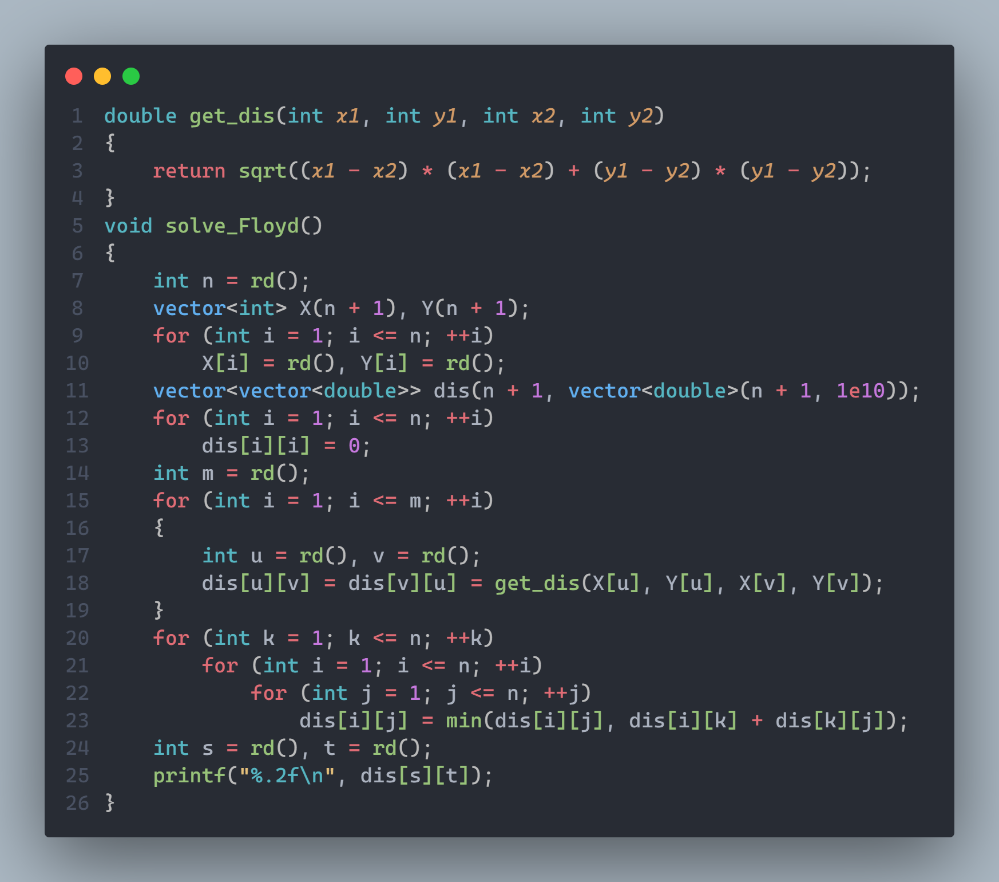 1 double get_dis(int x1, int y1, int x2, int y2)
2 {
3     return sqrt((x1 - x2) * (x1 - x2) + (y1 - y2) * (y1 - y2));
4 }
5 void solve_Floyd()
6 {
7     int n = rd();
8     vector<int> X(n + 1), Y(n + 1);
9     for (int i = 1; i <= n; ++i)
10         X[i] = rd(), Y[i] = rd();
11     vector<vector<double>> dis(n + 1, vector<double>(n + 1, 1e10));
12     for (int i = 1; i <= n; ++i)
13         dis[i][i] = 0;
14     int m = rd();
15     for (int i = 1; i <= m; ++i)
16     {
17         int u = rd(), v = rd();
18         dis[u][v] = dis[v][u] = get_dis(X[u], Y[u], X[v], Y[v]);
19     }
20     for (int k = 1; k <= n; ++k)
21         for (int i = 1; i <= n; ++i)
22             for (int j = 1; j <= n; ++j)
23                 dis[i][j] = min(dis[i][j], dis[i][k] + dis[k][j]);
24     int s = rd(), t = rd();
25     printf("%.2f\n", dis[s][t]);
26 }